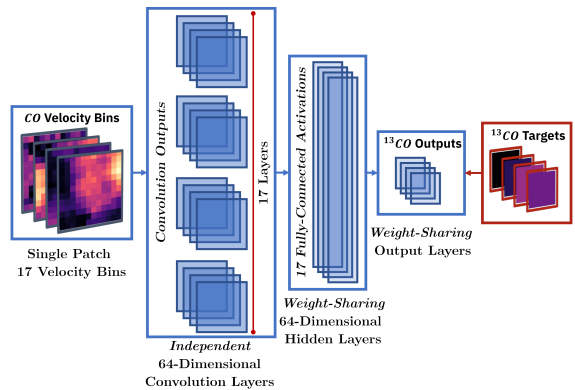 CO Velocity Bins
Single Patch
17 Velocity Bins
Convolution Outputs
17 Layers
Independent
64-Dimensional
Convolution Layers
17 Fully-Connected Activations
Weight-Sharing
64-Dimensional
Hidden Layers
¹³CO Outputs
Weight-Sharing
Output Layers
¹³CO Targets